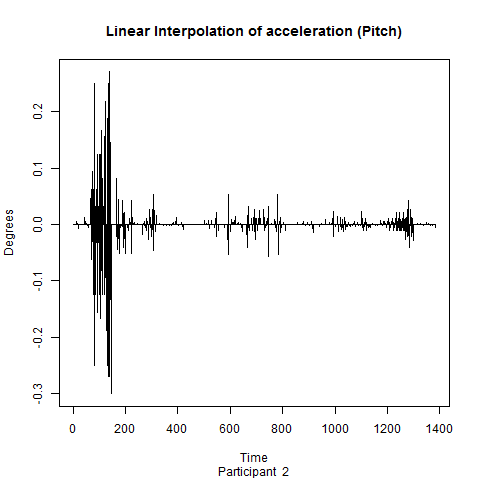 Linear Interpolation of acceleration (Pitch)
0.2
0.1
0.0
-0.1
-0.2
-0.3
Degrees
0 200 400 600 800 1000 1200 1400
Time
Participant 2